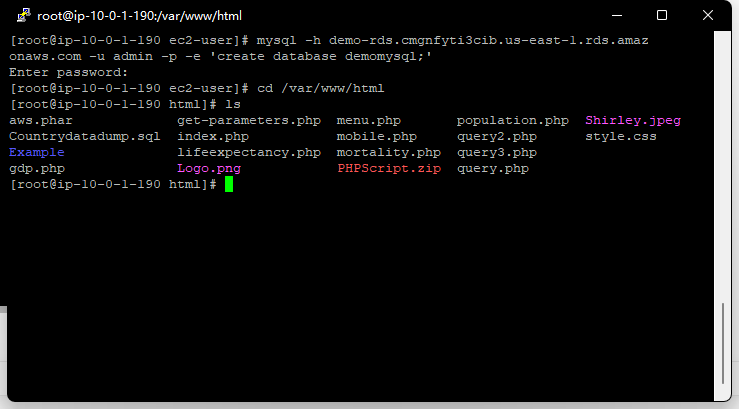 root@ip-10-0-1-190:/var/www/html
[root@ip-10-0-1-190 ec2-user]# mysql -h demo-rds.cmgnfyti3cib.us-east-1.rds.amaz
onaws.com -u admin -p -e 'create database demomysql;'
Enter password:
[root@ip-10-0-1-190 ec2-user]# cd /var/www/html
[root@ip-10-0-1-190 html]# ls
aws.phar get-parameters.php menu.php population.php Shirley.jpeg
Countrydatadump.sql index.php mobile.php query2.php style.css
Example lifeexpectancy.php mortality.php query3.php
gdp.php Logo.png PHPScript.zip query.php
[root@ip-10-0-1-190 html]#